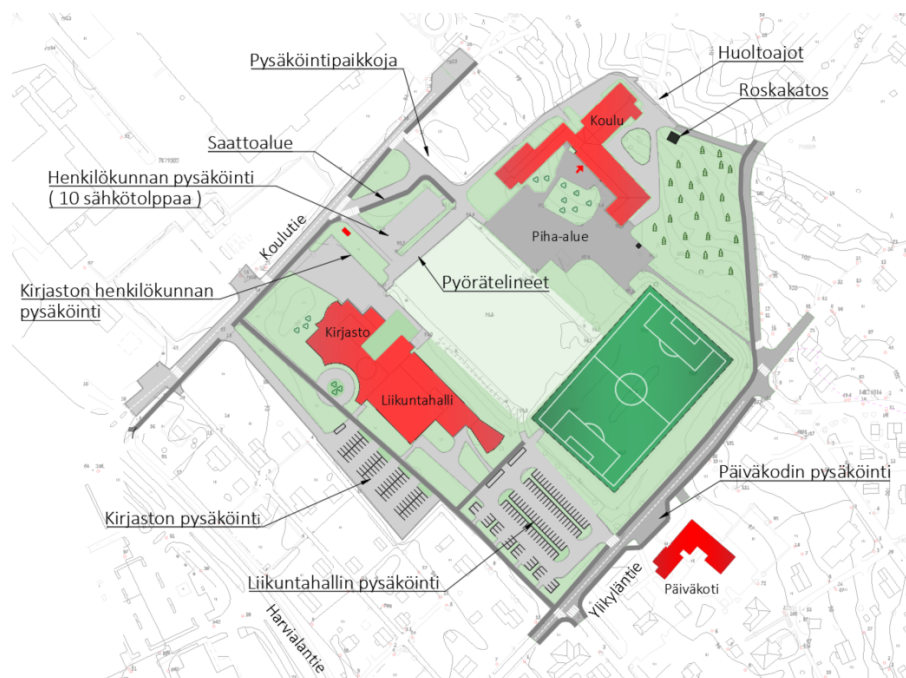 Pysäköintipaikkoja
Huoltoajot
Roskakatos
Koulu
Saattoalue
Henkilökunnan pysäköinti
( 10 sähkötolppaa )
Koulutie
Piha-alue
Pyörätelineet
Kirjaston henkilökunnan
pysäköinti
Kirjasto
Liikuntahalli
Päiväkodin pysäköinti
Kirjaston pysäköinti
Liikuntahallin pysäköinti
Ylikyläntie
Päiväkoti
Harvialantie